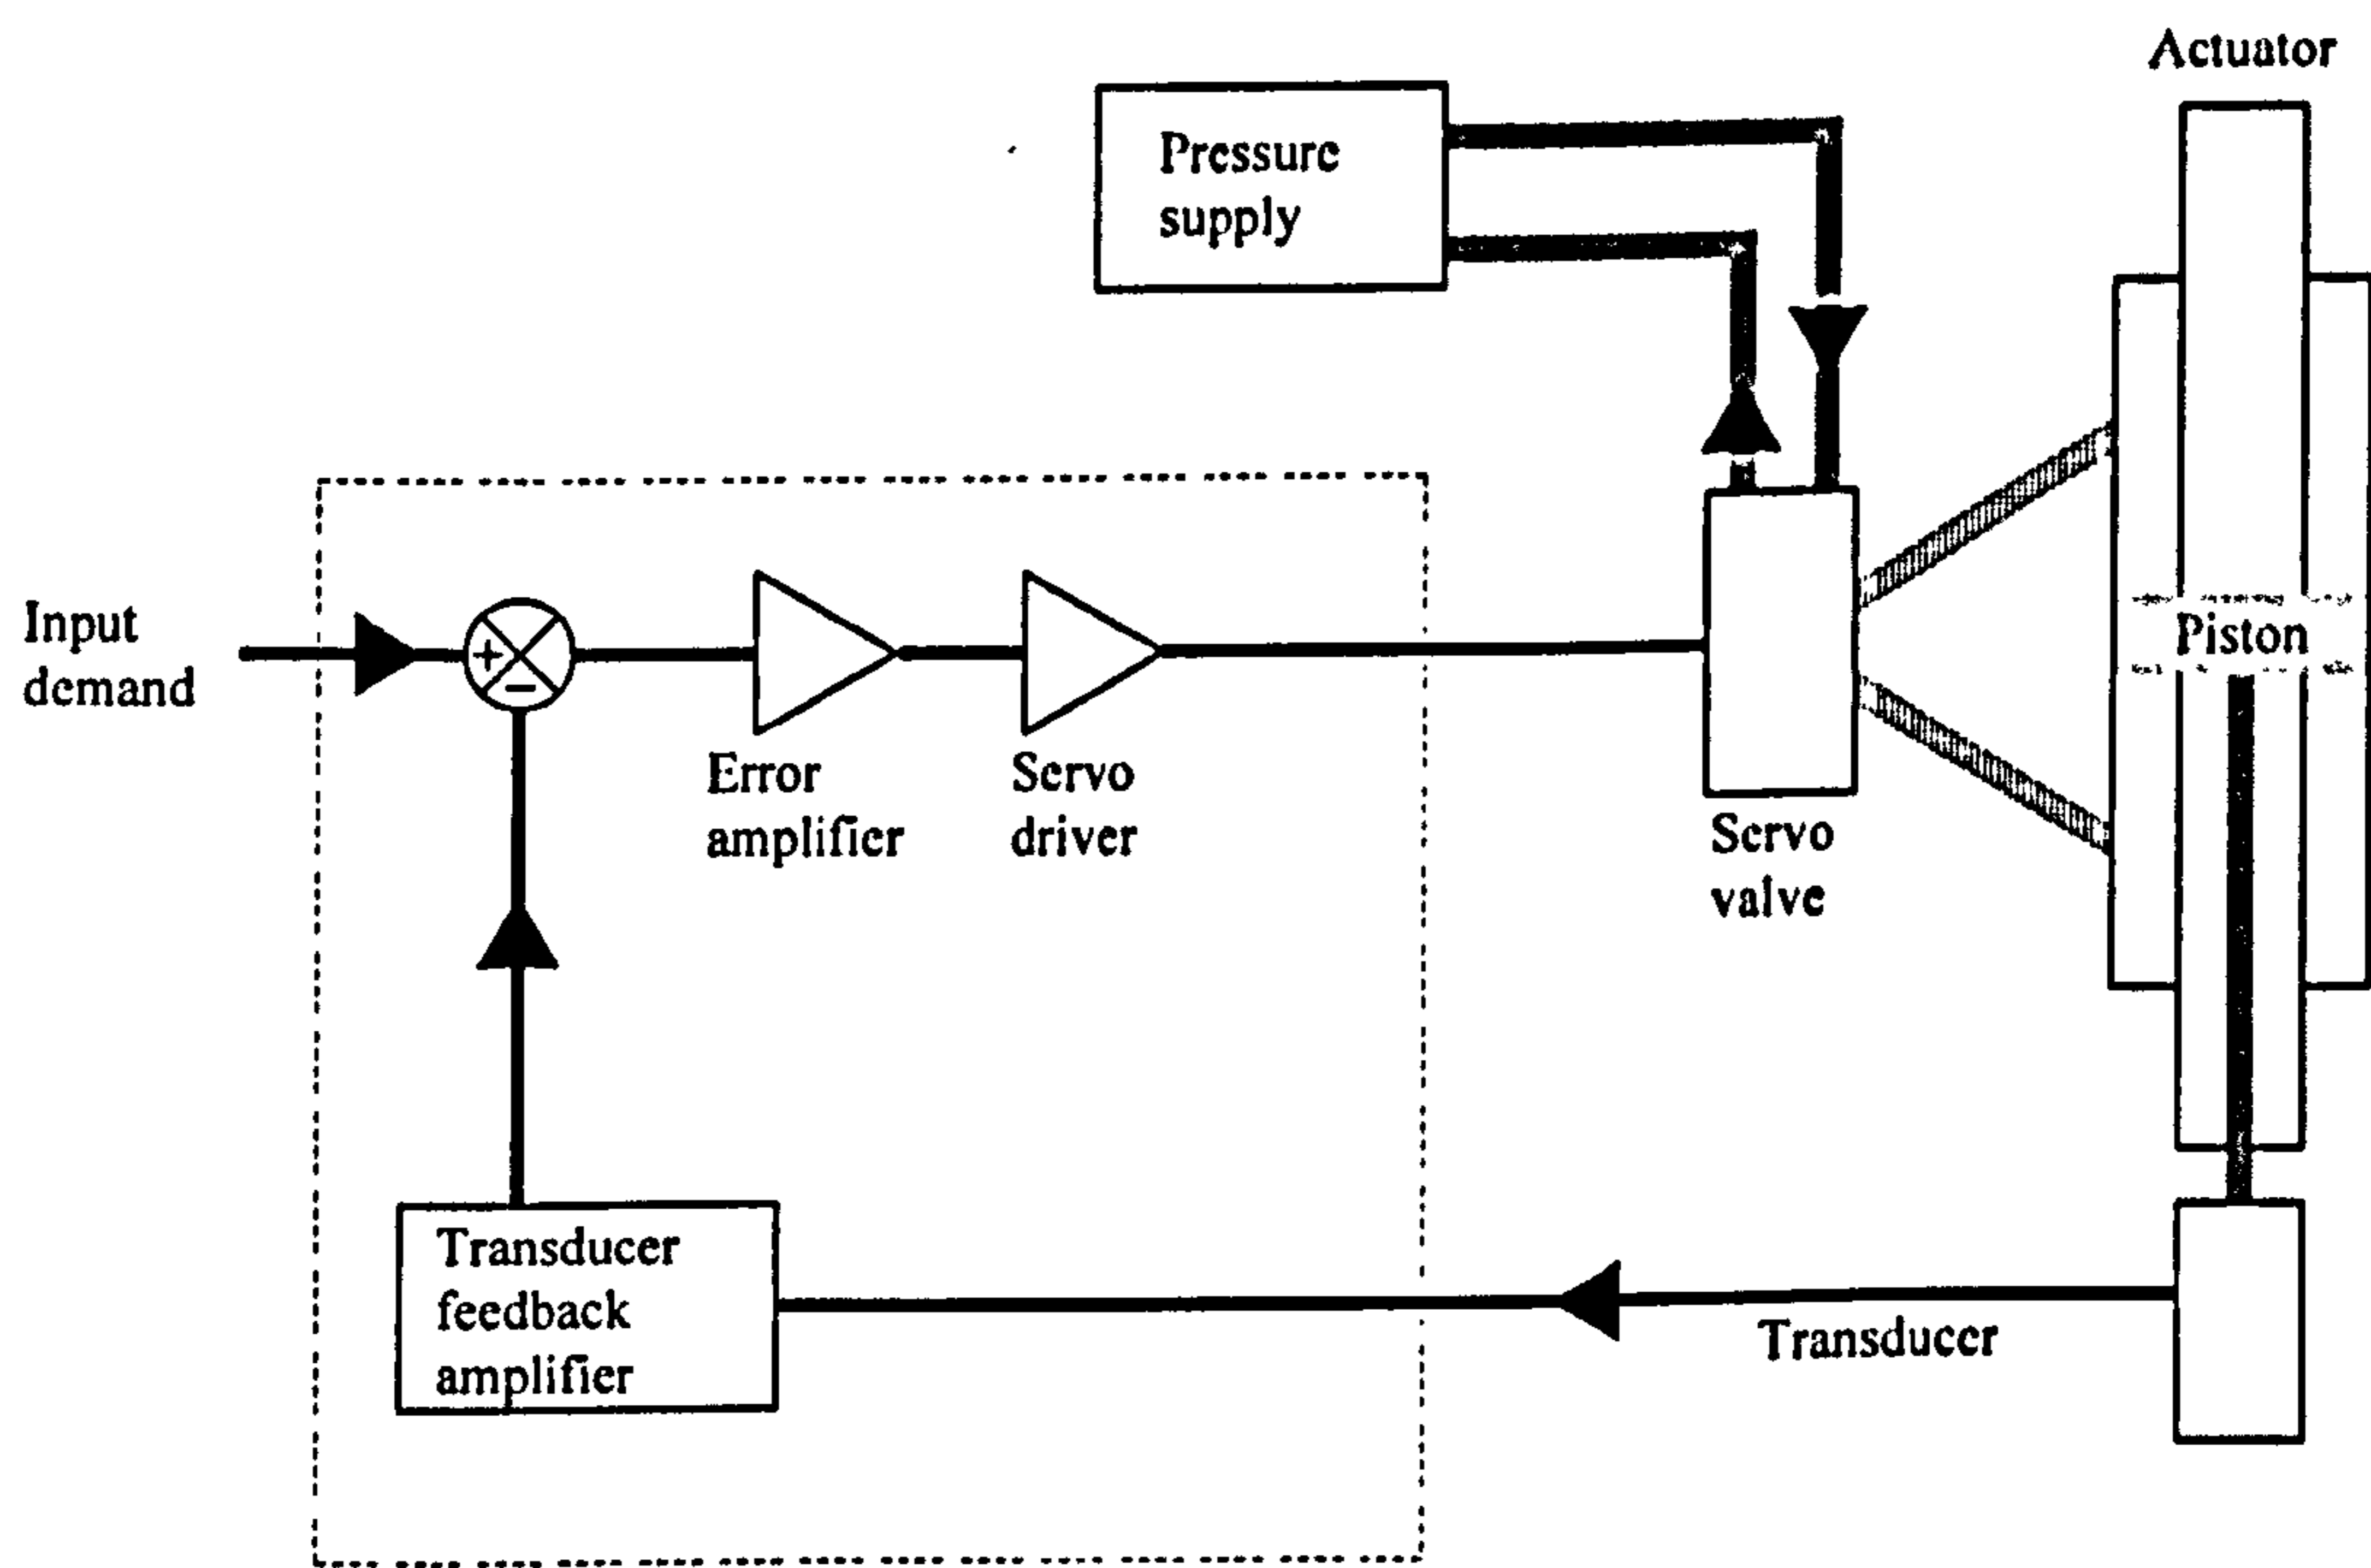 Actuator
Pressure
supply
Input
demand
+
−
Piston
Error
amplifier
Servo
driver
Servo
valve
Transducer
feedback
amplifier
Transducer